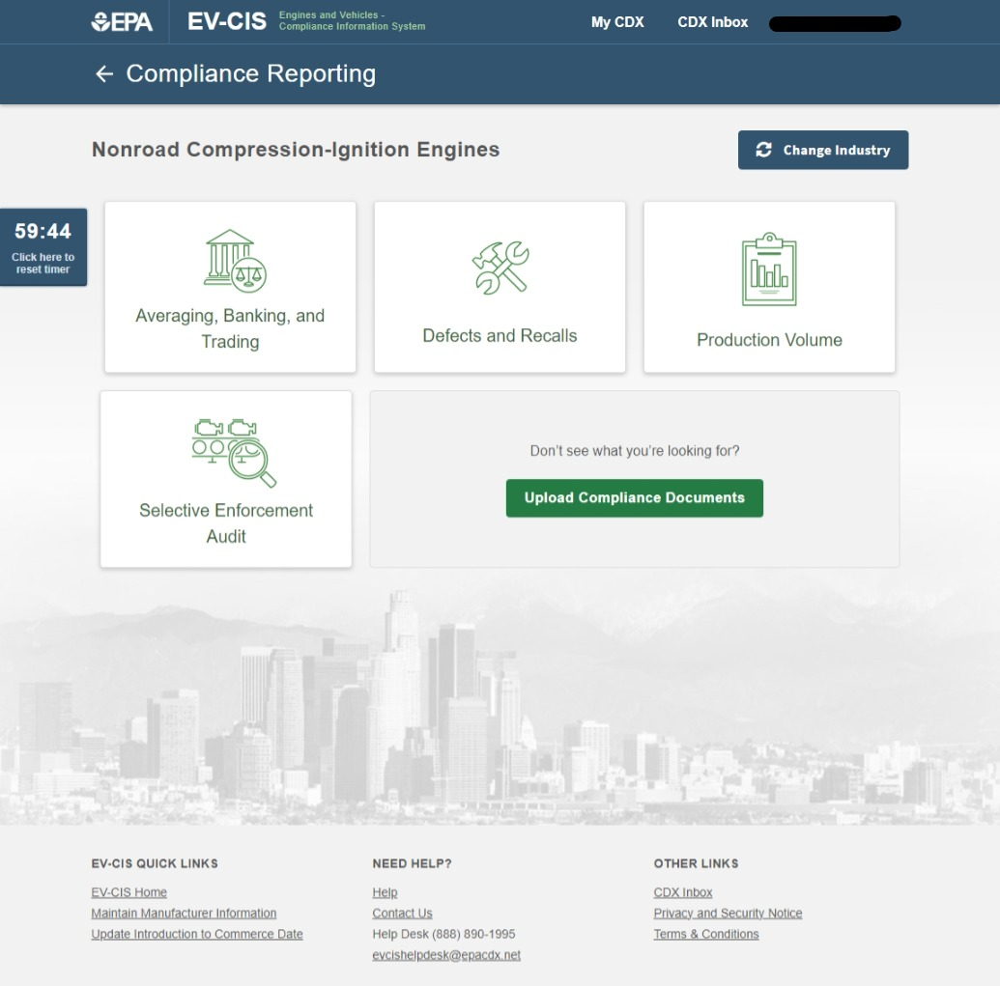 EPA
EV-CIS
Engines and Vehicles -
Compliance Information System
My CDX
CDX Inbox
Compliance Reporting
Nonroad Compression-Ignition Engines
Change Industry
59:44
Click here to
reset timer
Averaging, Banking, and
Trading
Defects and Recalls
Production Volume
Selective Enforcement
Audit
Don't see what you're looking for?
Upload Compliance Documents
EV-CIS QUICK LINKS
EV-CIS Home
Maintain Manufacturer Information
Update Introduction to Commerce Date
NEED HELP?
Help
Contact Us
Help Desk (888) 890-1995
evcishelpdesk@epacdx.net
OTHER LINKS
CDX Inbox
Privacy and Security Notice
Terms & Conditions